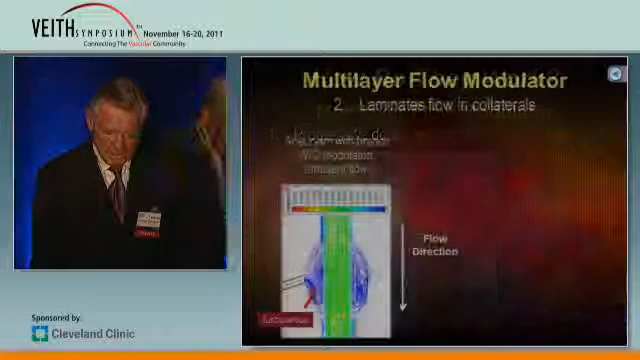 VEITH SYMPOSIUM™
November 16-20, 2011
Connecting The Vascular Community
Multilayer Flow Modulator
2. Laminates flow in collaterals
Flow
Direction
Sponsored by:
Cleveland Clinic